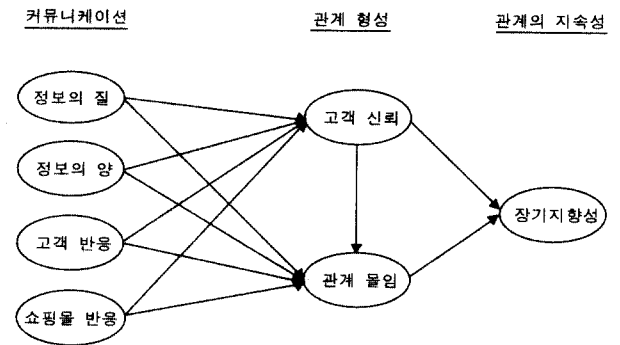 커뮤니케이션 관계 형성 관계의 지속성
정보의 질
고객 신뢰
정보의 양
장기지향성
고객 반응
관계 몰입
쇼핑몰 반응